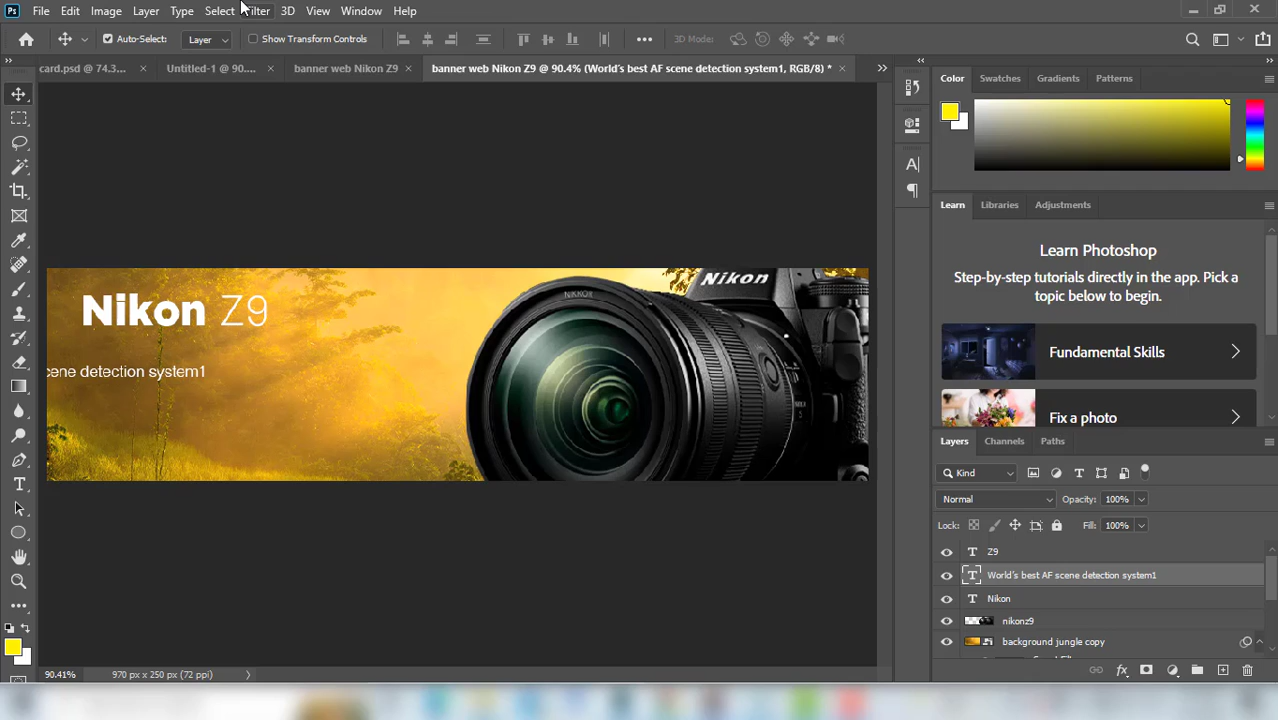 Ps File Edit Image Layer Type Select Filter 3D View Window Help
Auto-Select: Layer Show Transform Controls 3D Mode:
card.psd @ 74.3... Untitled-1 @ 90.... banner web Nikon Z9 banner web Nikon Z9 @ 90.4% (World's best AF scene detection system1, RGB/8) *
Color Swatches Gradients Patterns
Learn Libraries Adjustments
Learn Photoshop
Step-by-step tutorials directly in the app. Pick a
topic below to begin.
Fundamental Skills
Fix a photo
Nikon
NIKKOR
Nikon Z9
cene detection system1
Layers Channels Paths
Kind
Normal Opacity: 100%
Lock: Fill: 100%
Z9
World's best AF scene detection system1
Nikon
nikonz9
background jungle copy
90.41% 970 px x 250 px (72 ppi)